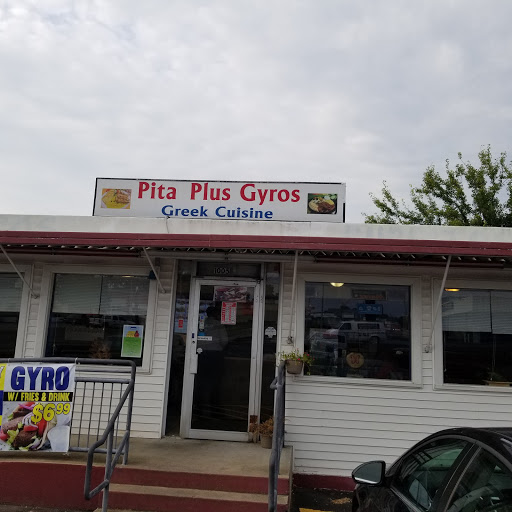 Pita Plus Gyros
Greek Cuisine
GYRO
W/ FRIES & DRINK
$6.99